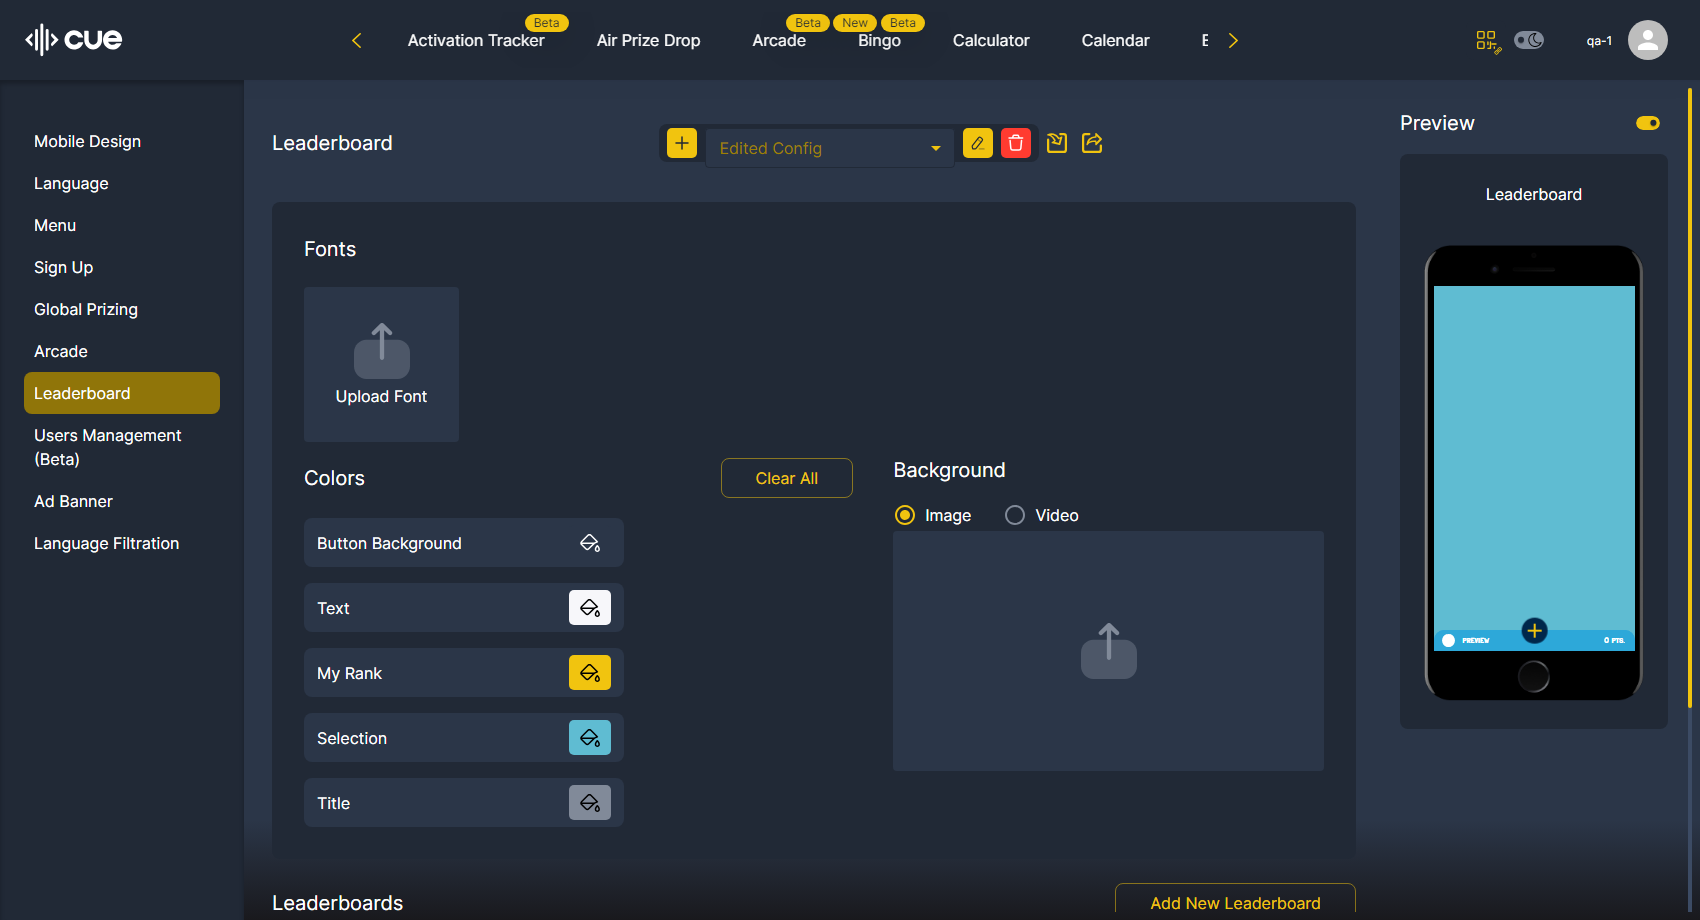 cue
Activation Tracker
Beta
Air Prize Drop
Arcade
Beta
New
Bingo
Beta
Calculator
Calendar
qa-1
Mobile Design
Language
Menu
Sign Up
Global Prizing
Arcade
Leaderboard
Users Management
(Beta)
Ad Banner
Language Filtration
Leaderboard
Edited Config
Fonts
Upload Font
Colors
Clear All
Button Background
Text
My Rank
Selection
Title
Background
Image
Video
Leaderboards
Add New Leaderboard
Preview
Leaderboard
PREVIEW
0 PTS.